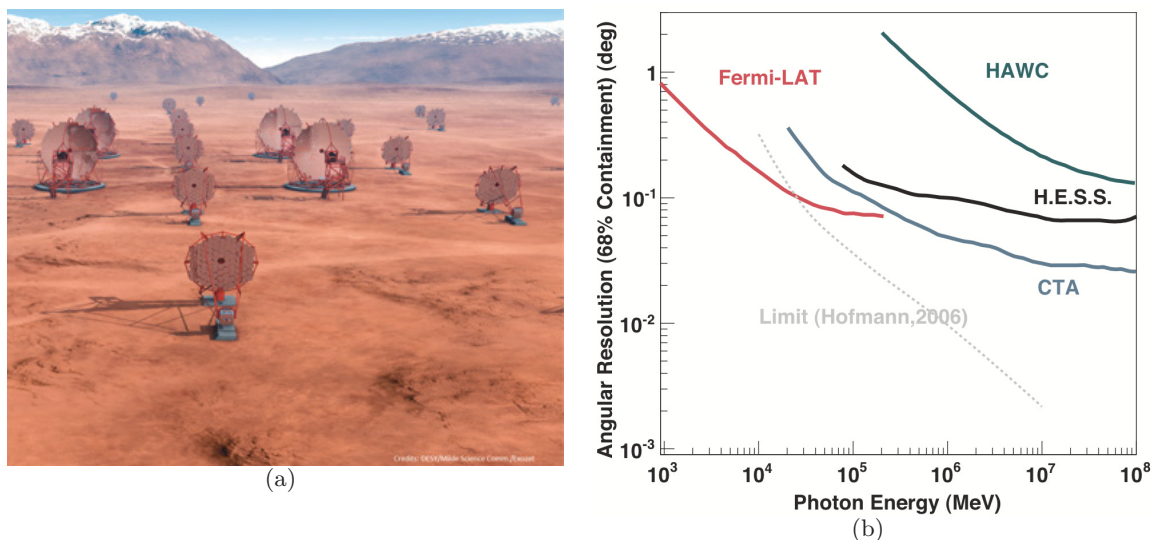 Credits: DESY/Milde Science Comm./Exozet
(a)
Angular Resolution (68% Containment) (deg)
1
10⁻¹
10⁻²
10⁻³
Fermi-LAT
HAWC
H.E.S.S.
CTA
Limit (Hofmann,2006)
10³ 10⁴ 10⁵ 10⁶ 10⁷ 10⁸
Photon Energy (MeV)
(b)